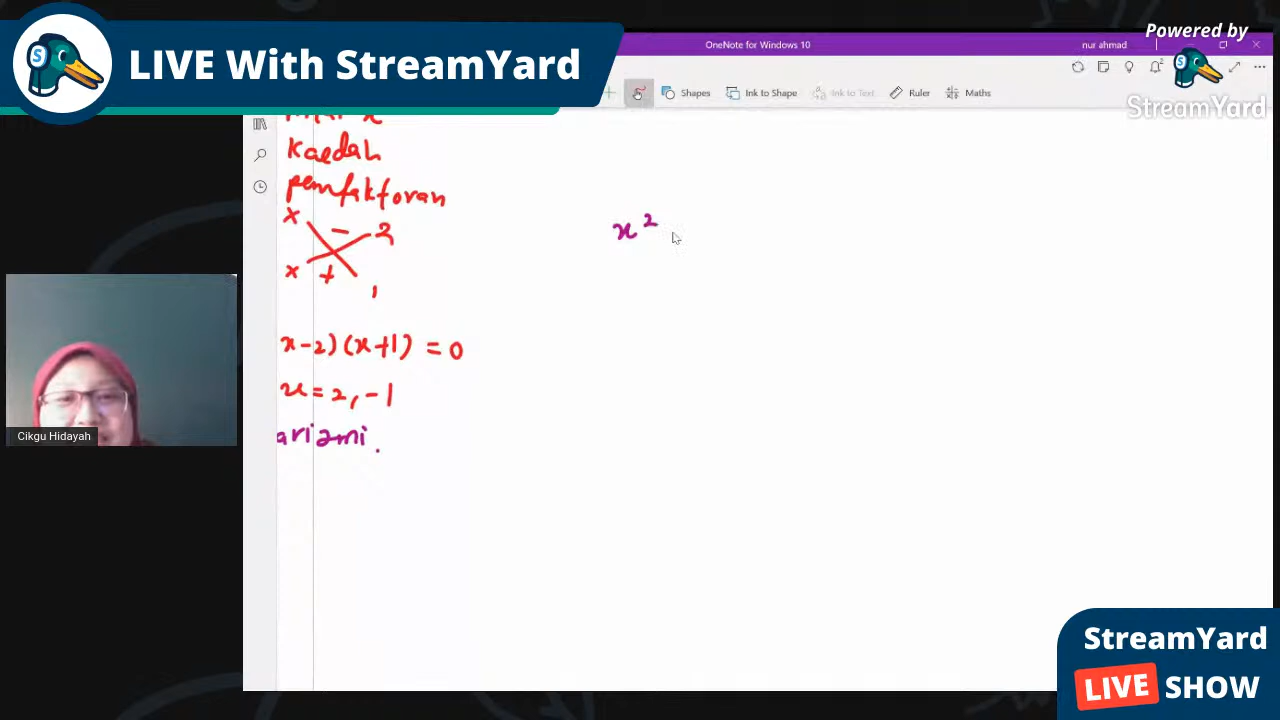 LIVE With StreamYard
Powered by
StreamYard
OneNote for Windows 10
nur ahmad
Shapes
Ink to Shape
Ink to Text
Ruler
Maths
Kaedah
pemfaktoran
x - 2
x + 1
x-2)(x+1) = 0
x = 2, -1
arizmi.
x²
Cikgu Hidayah
StreamYard
LIVE SHOW